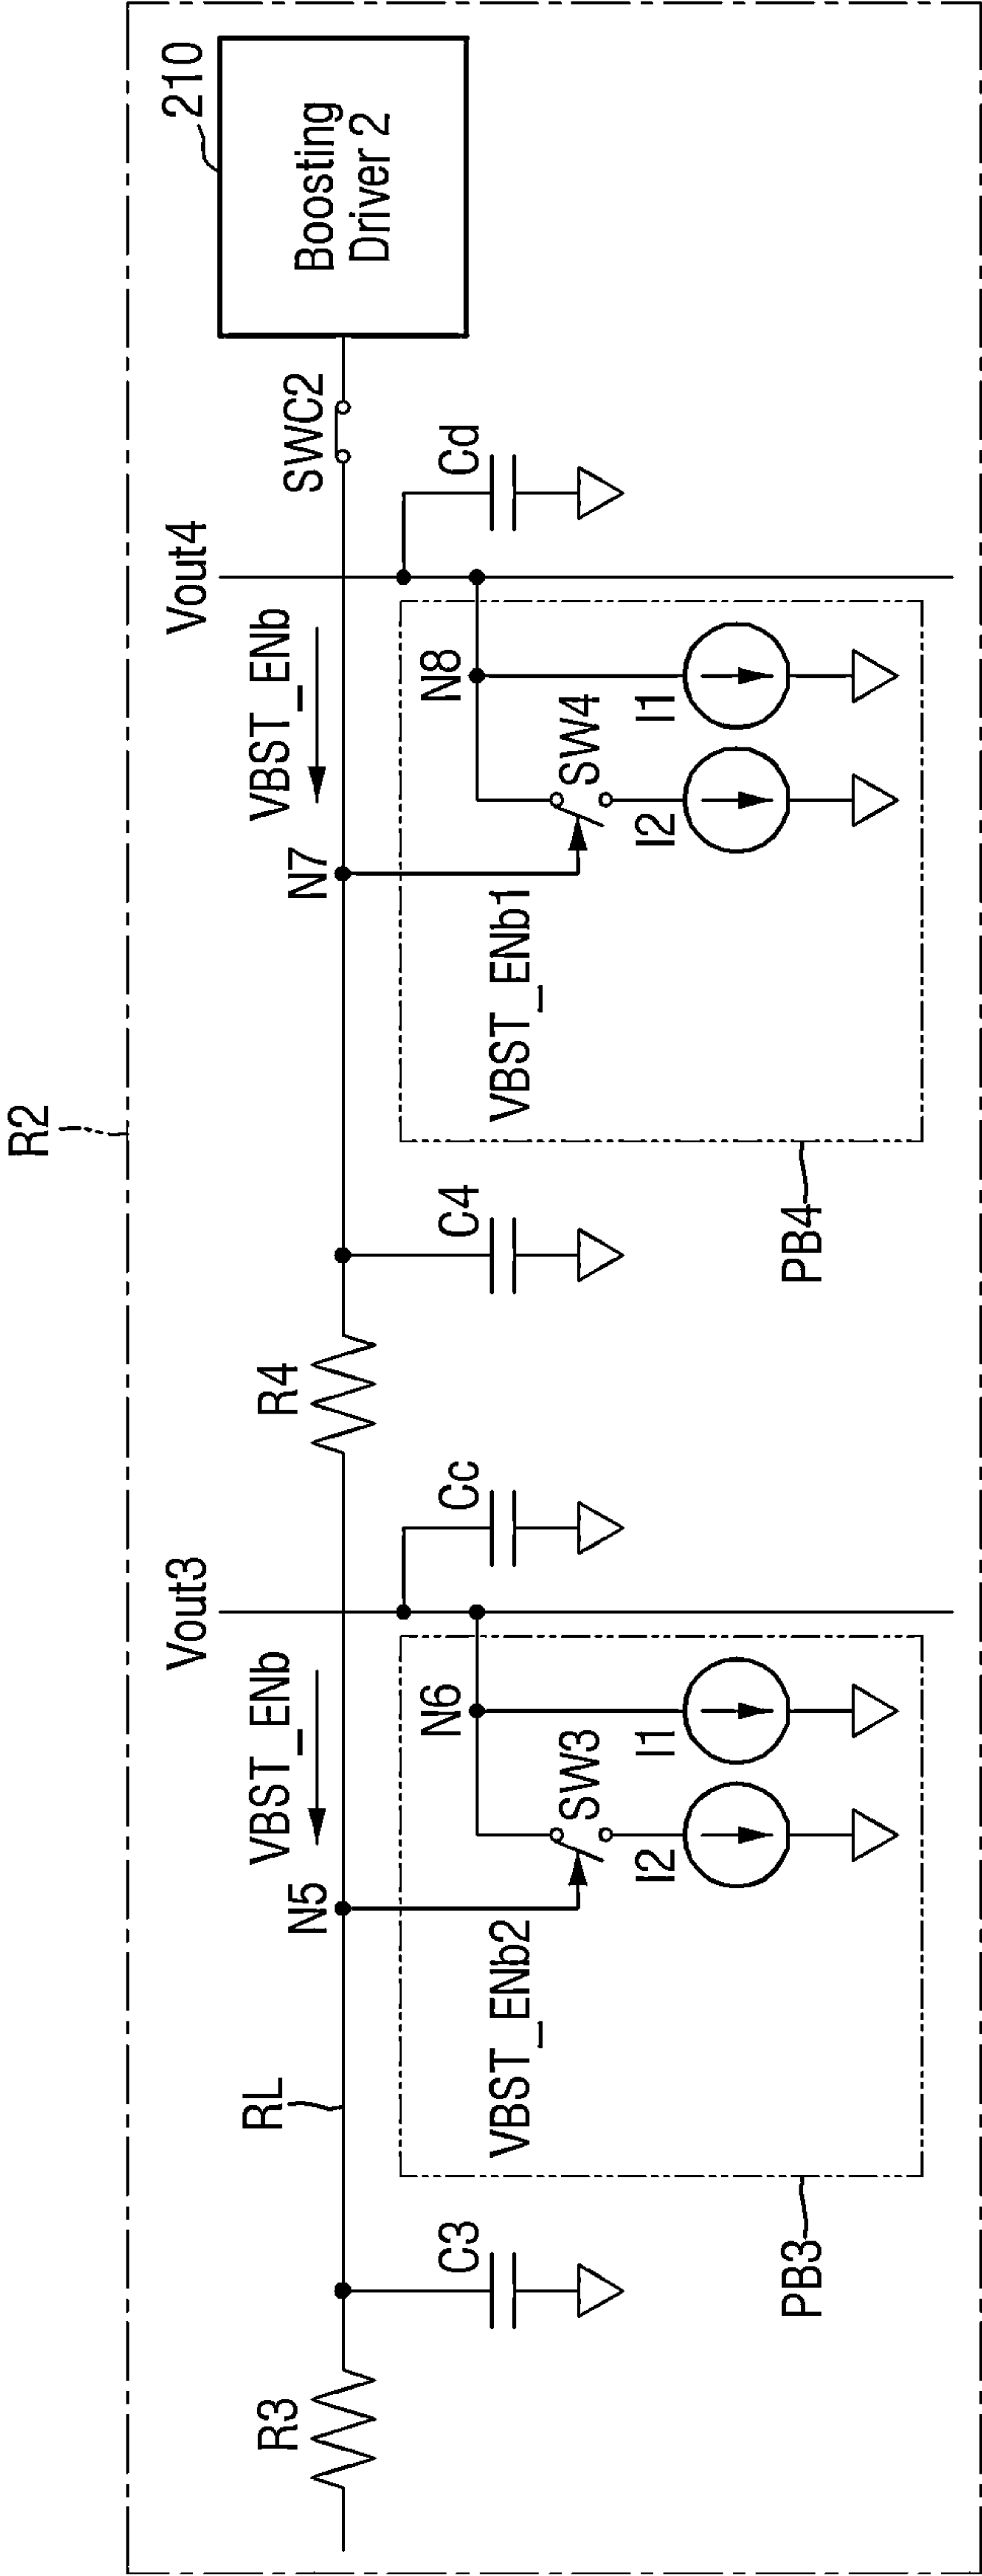 R2
210
Boosting
Driver 2
SWC2
Vout4
Cd
VBST_ENb
N7
N8
SW4
I1
I2
VBST_ENb1
PB4
C4
R4
Vout3
Cc
VBST_ENb
N5
N6
SW3
I1
I2
VBST_ENb2
PB3
RL
C3
R3